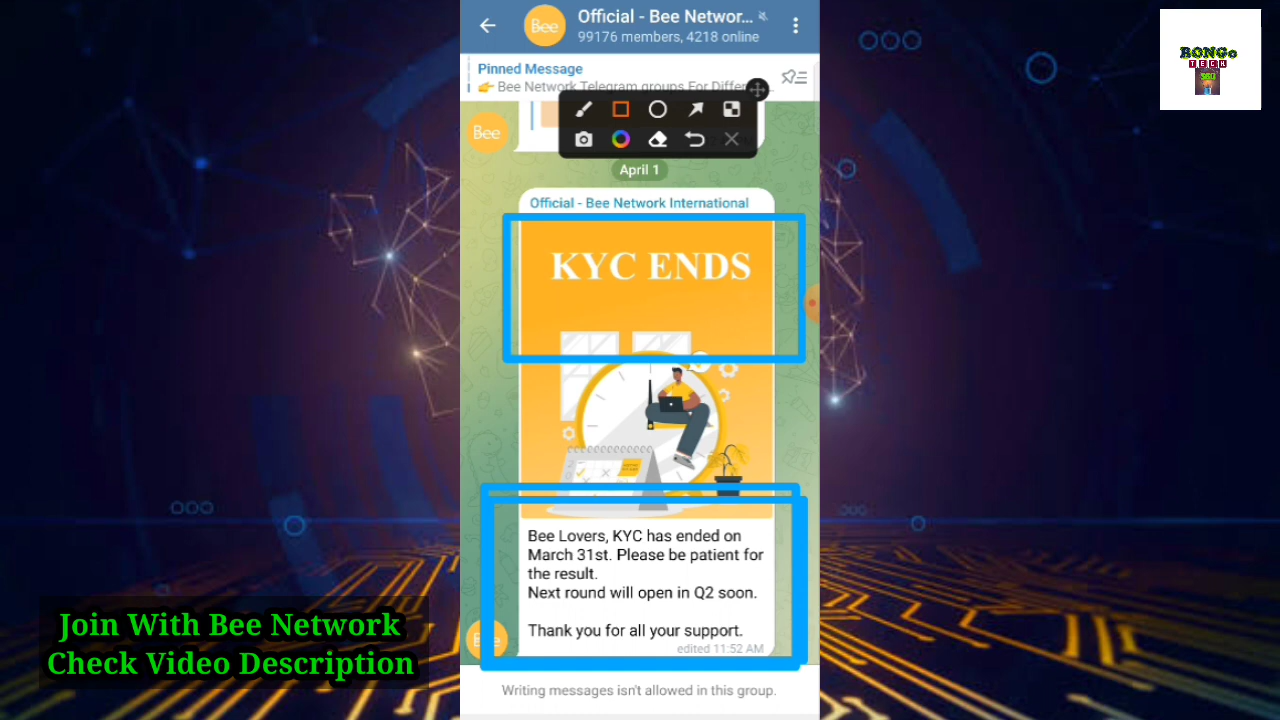 Official - Bee Networ...
99176 members, 4218 online
Bee
BONGo
TECH
Pinned Message
👉 Bee Network Telegram groups For Differ
Bee
April 1
Official - Bee Network International
KYC ENDS
Bee Lovers, KYC has ended on
March 31st. Please be patient for
the result.
Next round will open in Q2 soon.
Thank you for all your support.
edited 11:52 AM
Bee
Writing messages isn't allowed in this group.
Join With Bee Network
Check Video Description